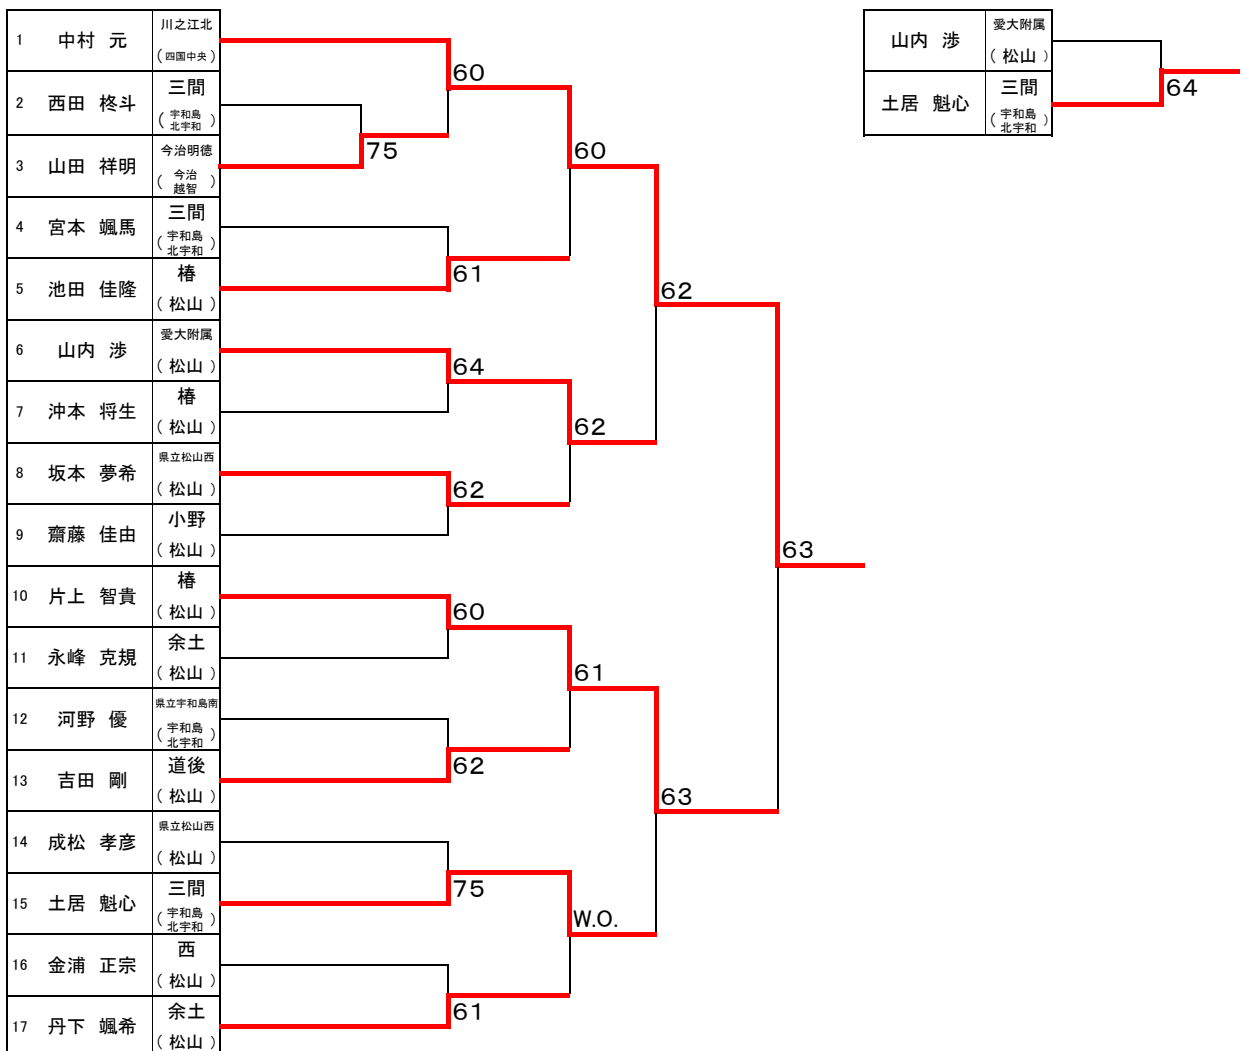 1 中村 元 川之江北
（四国中央）
2 西田 柊斗 三間
（宇和島
北宇和）
3 山田 祥明 今治明徳
（今治
越智）
4 宮本 颯馬 三間
（宇和島
北宇和）
5 池田 佳隆 椿
（松山）
6 山内 渉 愛大附属
（松山）
7 沖本 将生 椿
（松山）
8 坂本 夢希 県立松山西
（松山）
9 齋藤 佳由 小野
（松山）
10 片上 智貴 椿
（松山）
11 永峰 克規 余土
（松山）
12 河野 優 県立宇和島南
（宇和島
北宇和）
13 吉田 剛 道後
（松山）
14 成松 孝彦 県立松山西
（松山）
15 土居 魁心 三間
（宇和島
北宇和）
16 金浦 正宗 西
（松山）
17 丹下 颯希 余土
（松山）
75
60
61
64
62
60
62
75
61
60
62
61
W.O.
62
63
63
山内 渉 愛大附属
（松山）
土居 魁心 三間
（宇和島
北宇和）
64